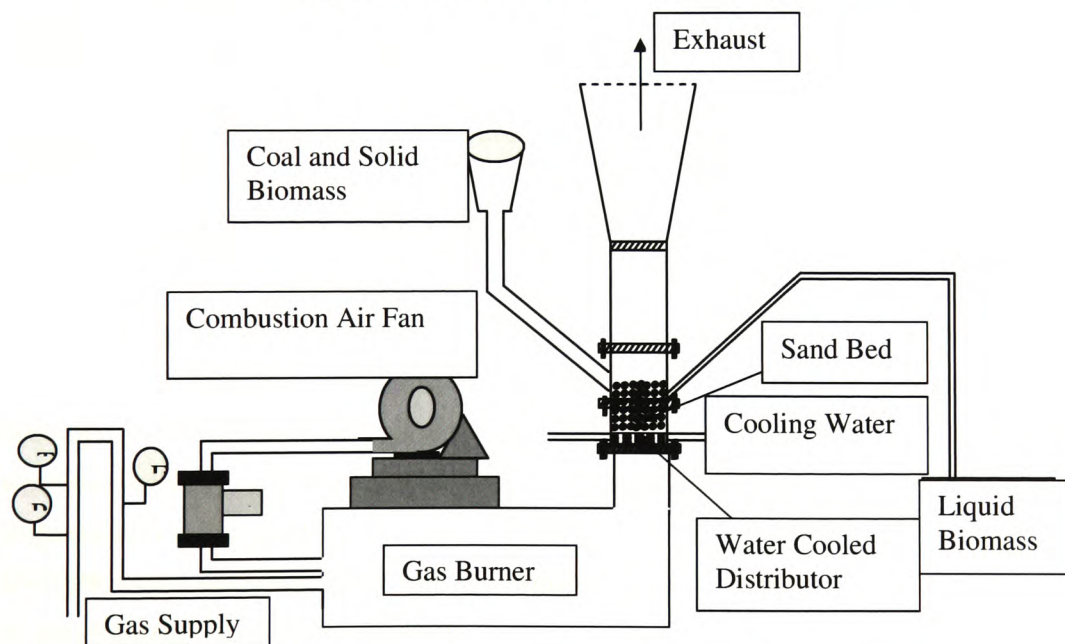 Exhaust
Coal and Solid
Biomass
Combustion Air Fan
Sand Bed
Cooling Water
Liquid
Biomass
Water Cooled
Distributor
Gas Burner
Gas Supply